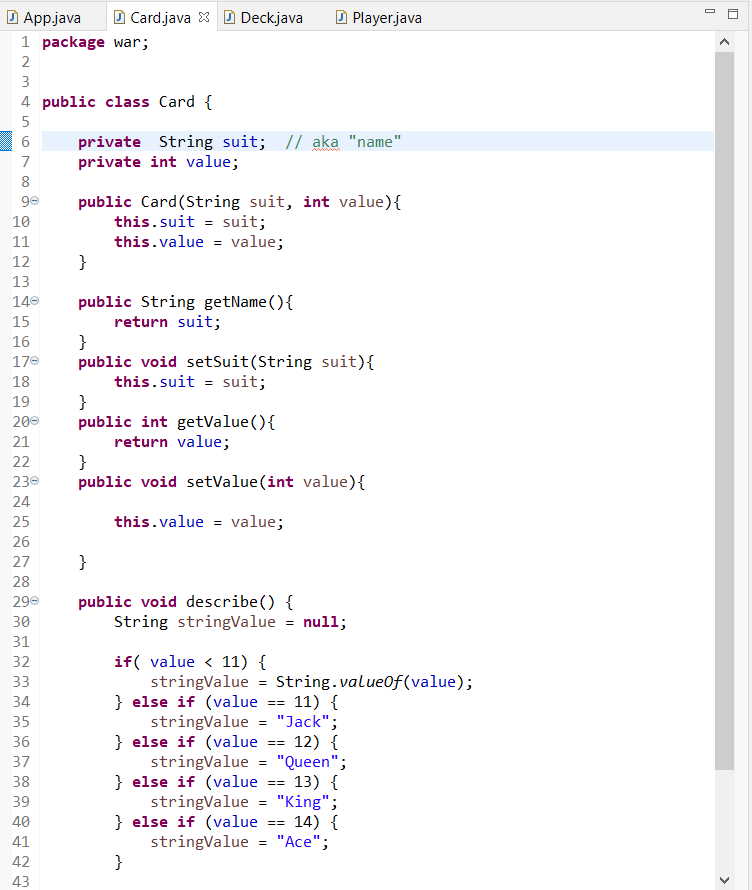 App.java Card.java Deck.java Player.java
1 package war;
2
3
4 public class Card {
5
6     private  String suit;  // aka "name"
7     private int value;
8
9     public Card(String suit, int value){
10         this.suit = suit;
11         this.value = value;
12     }
13
14     public String getName(){
15         return suit;
16     }
17     public void setSuit(String suit){
18         this.suit = suit;
19     }
20     public int getValue(){
21         return value;
22     }
23     public void setValue(int value){
24
25         this.value = value;
26
27     }
28
29     public void describe() {
30         String stringValue = null;
31
32         if( value < 11) {
33             stringValue = String.valueOf(value);
34         } else if (value == 11) {
35             stringValue = "Jack";
36         } else if (value == 12) {
37             stringValue = "Queen";
38         } else if (value == 13) {
39             stringValue = "King";
40         } else if (value == 14) {
41             stringValue = "Ace";
42         }
43